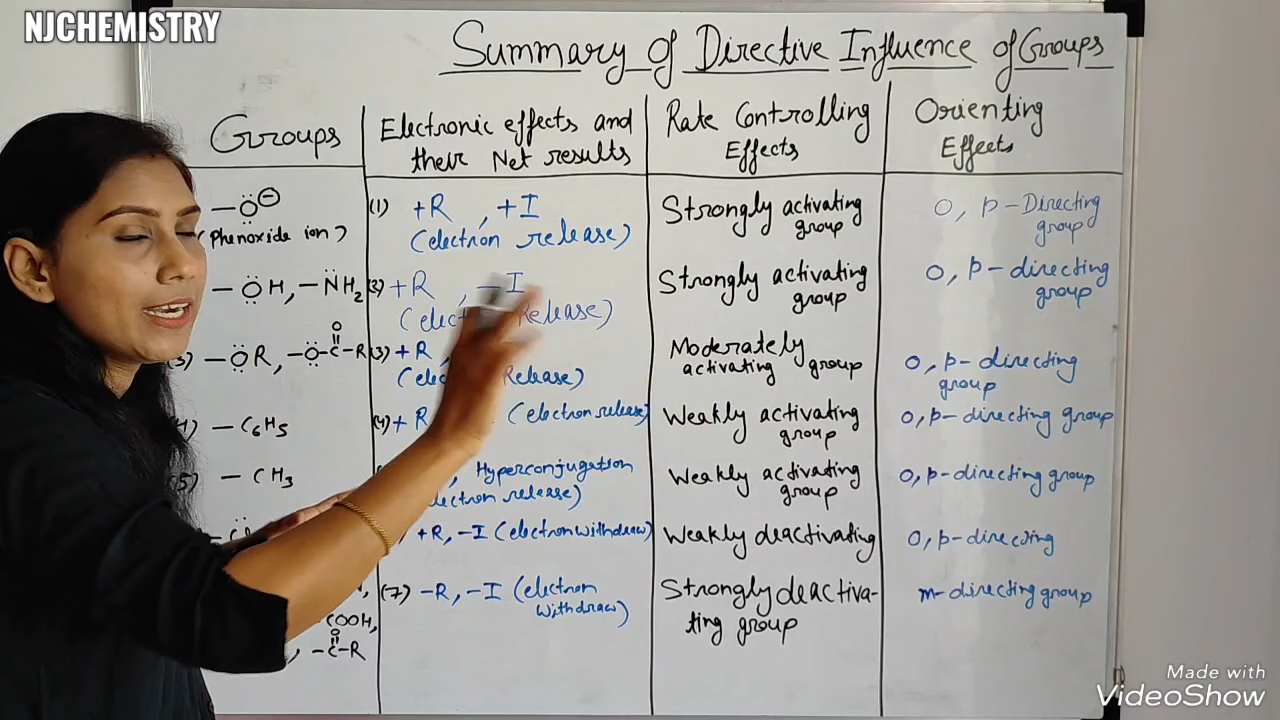 NJCHEMISTRY
Summary of Directive Influence of Groups
Groups
Electronic effects and
their Net results
Rate Controlling
Effects
Orienting
Effects
-Ö⊖
(Phenoxide ion)
(1) +R , +I
(electron release)
Strongly activating
group
O, P-Directing
group
-ÖH, -N̈H₂
(2) +R , -I
Release)
Strongly activating
group
O, P-directing
group
(3) -ÖR, -Ö-C-R
O
(3) +R
Release)
Moderately
activating group
O, P-directing
group
-C₆H₅
(4) +R (electron release)
Weakly activating
group
O, P-directing group
(5) -CH₃
Hyperconjugation
electron release)
Weakly activating
group
O, P-directing group
+R, -I (electron withdraw)
Weakly deactivating
O, P-directing
COOH,
O
-C-R
(7) -R, -I (electron
withdraw)
Strongly deactiva-
ting group
m-directing group
Made with
VideoShow